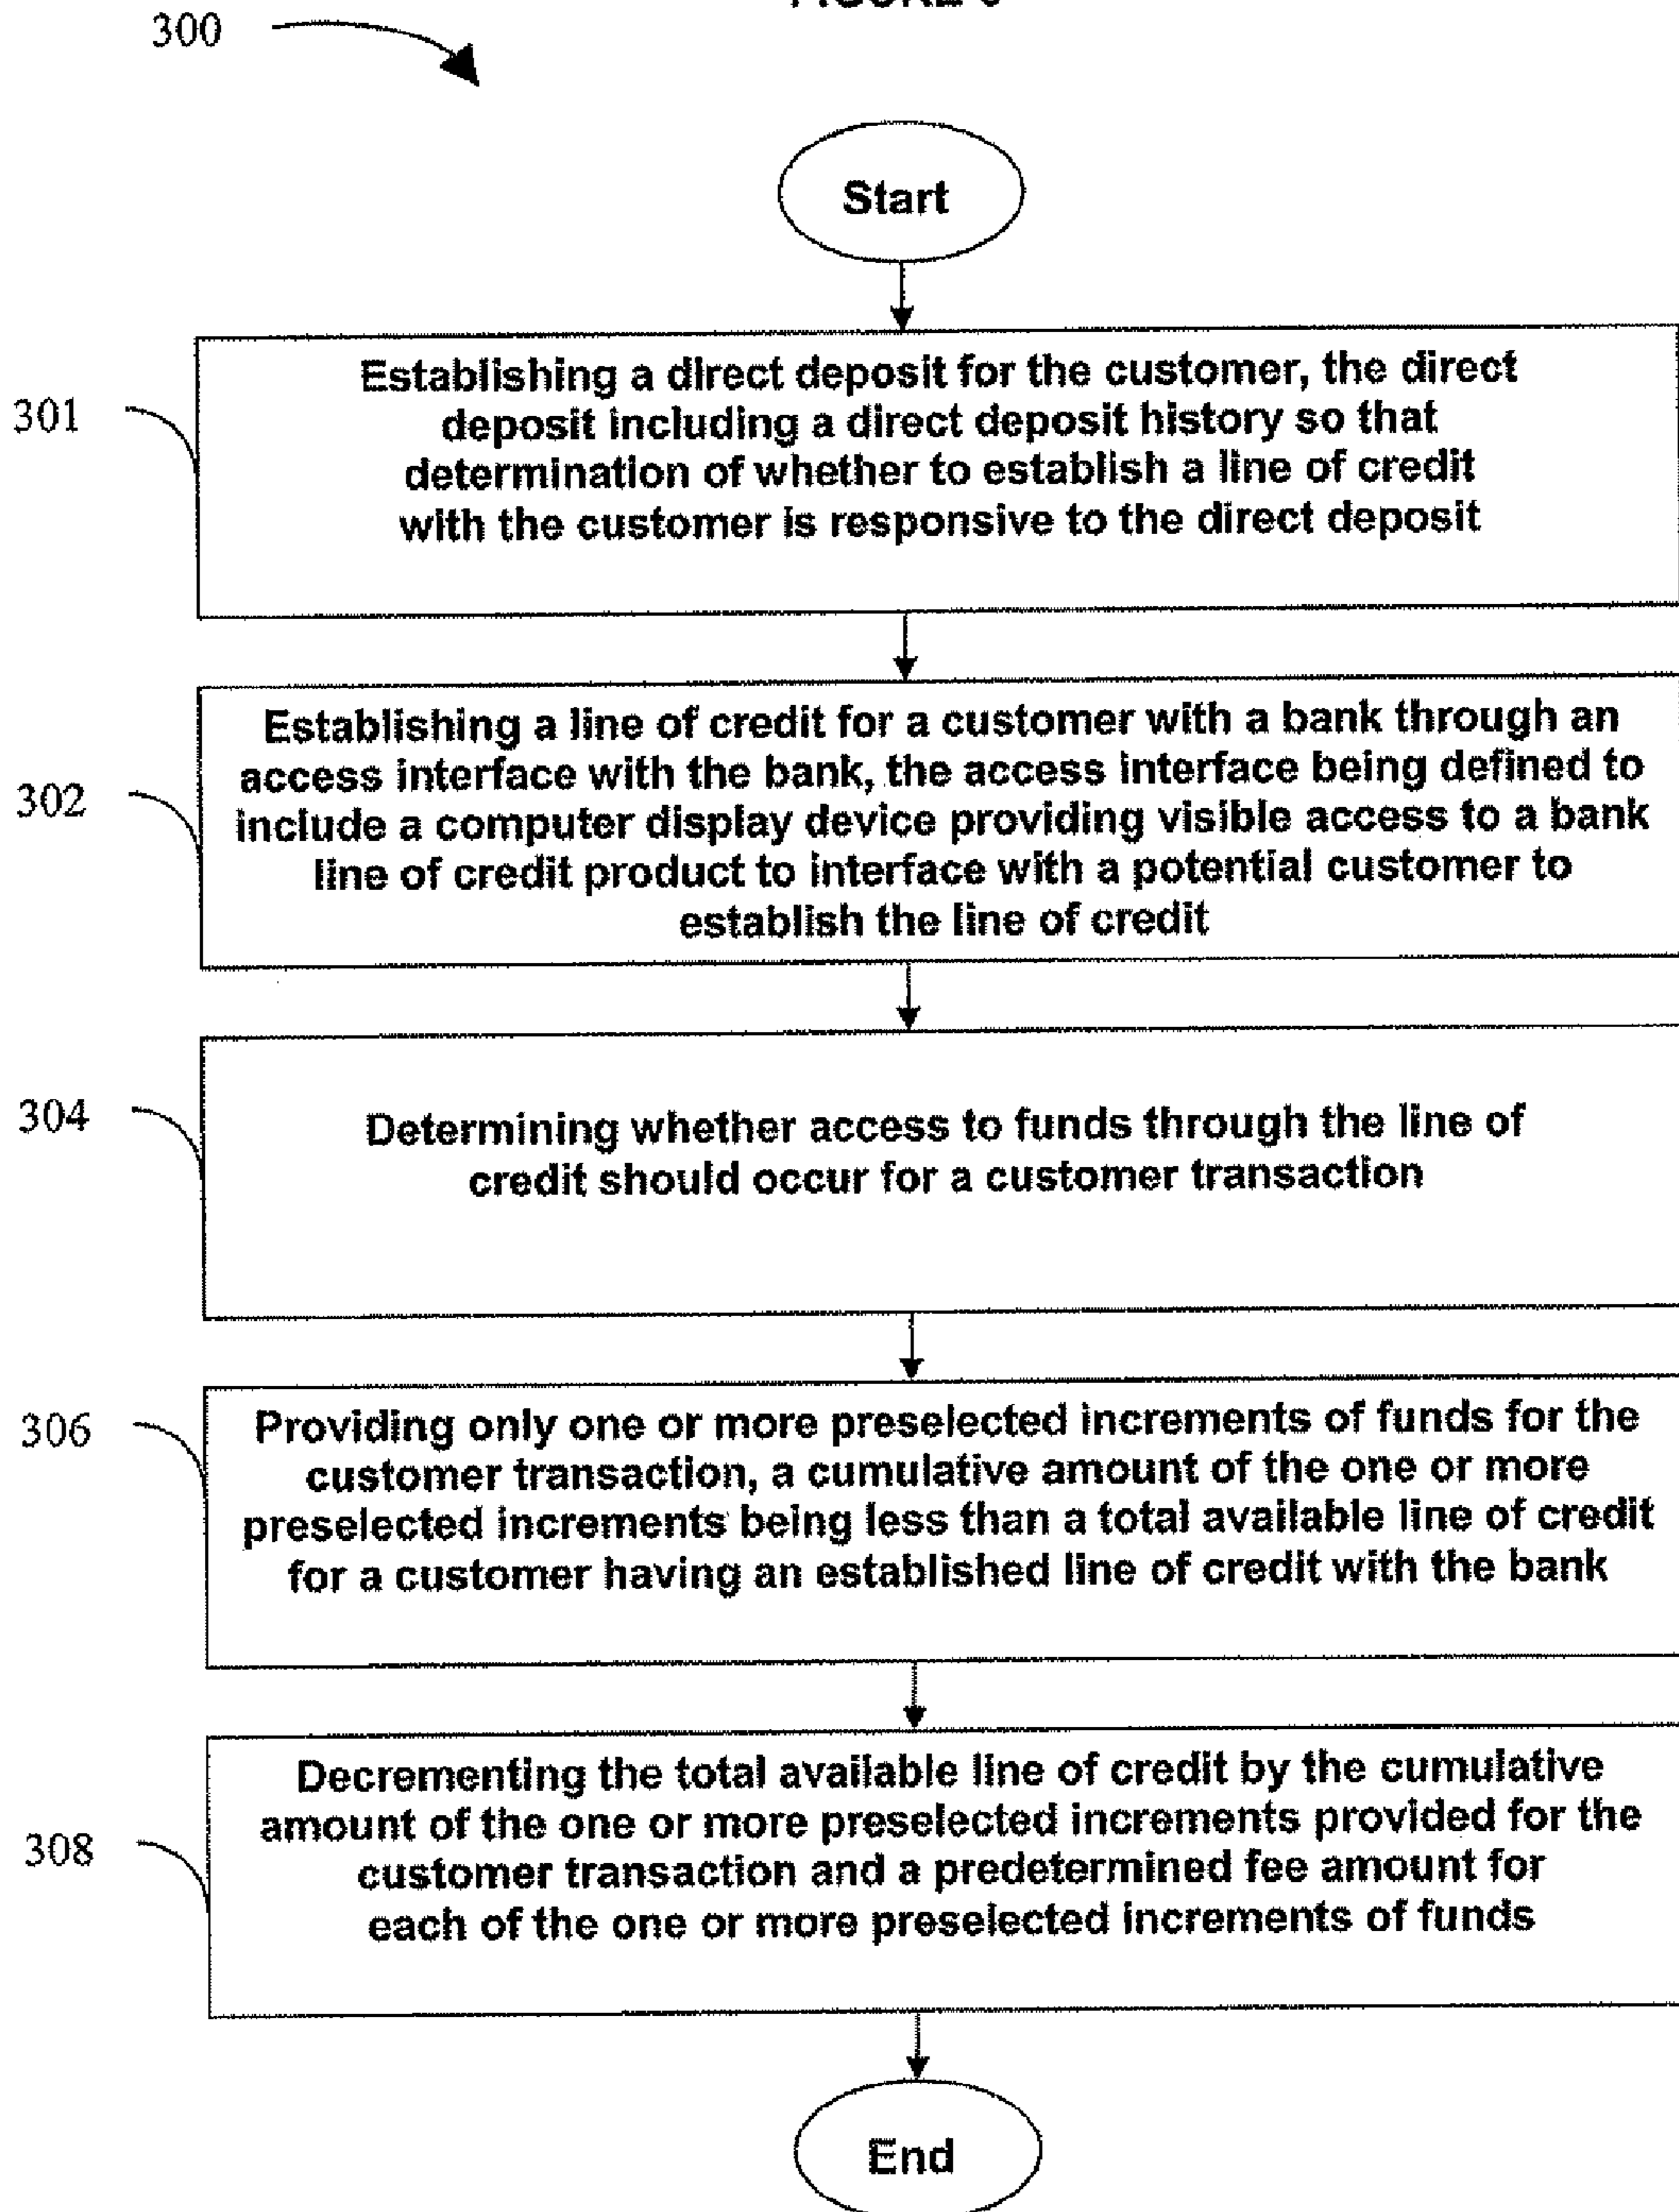 300
Start
301
Establishing a direct deposit for the customer, the direct
deposit including a direct deposit history so that
determination of whether to establish a line of credit
with the customer is responsive to the direct deposit
302
Establishing a line of credit for a customer with a bank through an
access interface with the bank, the access interface being defined to
include a computer display device providing visible access to a bank
line of credit product to interface with a potential customer to
establish the line of credit
304
Determining whether access to funds through the line of
credit should occur for a customer transaction
306
Providing only one or more preselected increments of funds for the
customer transaction, a cumulative amount of the one or more
preselected increments being less than a total available line of credit
for a customer having an established line of credit with the bank
308
Decrementing the total available line of credit by the cumulative
amount of the one or more preselected increments provided for the
customer transaction and a predetermined fee amount for
each of the one or more preselected increments of funds
End